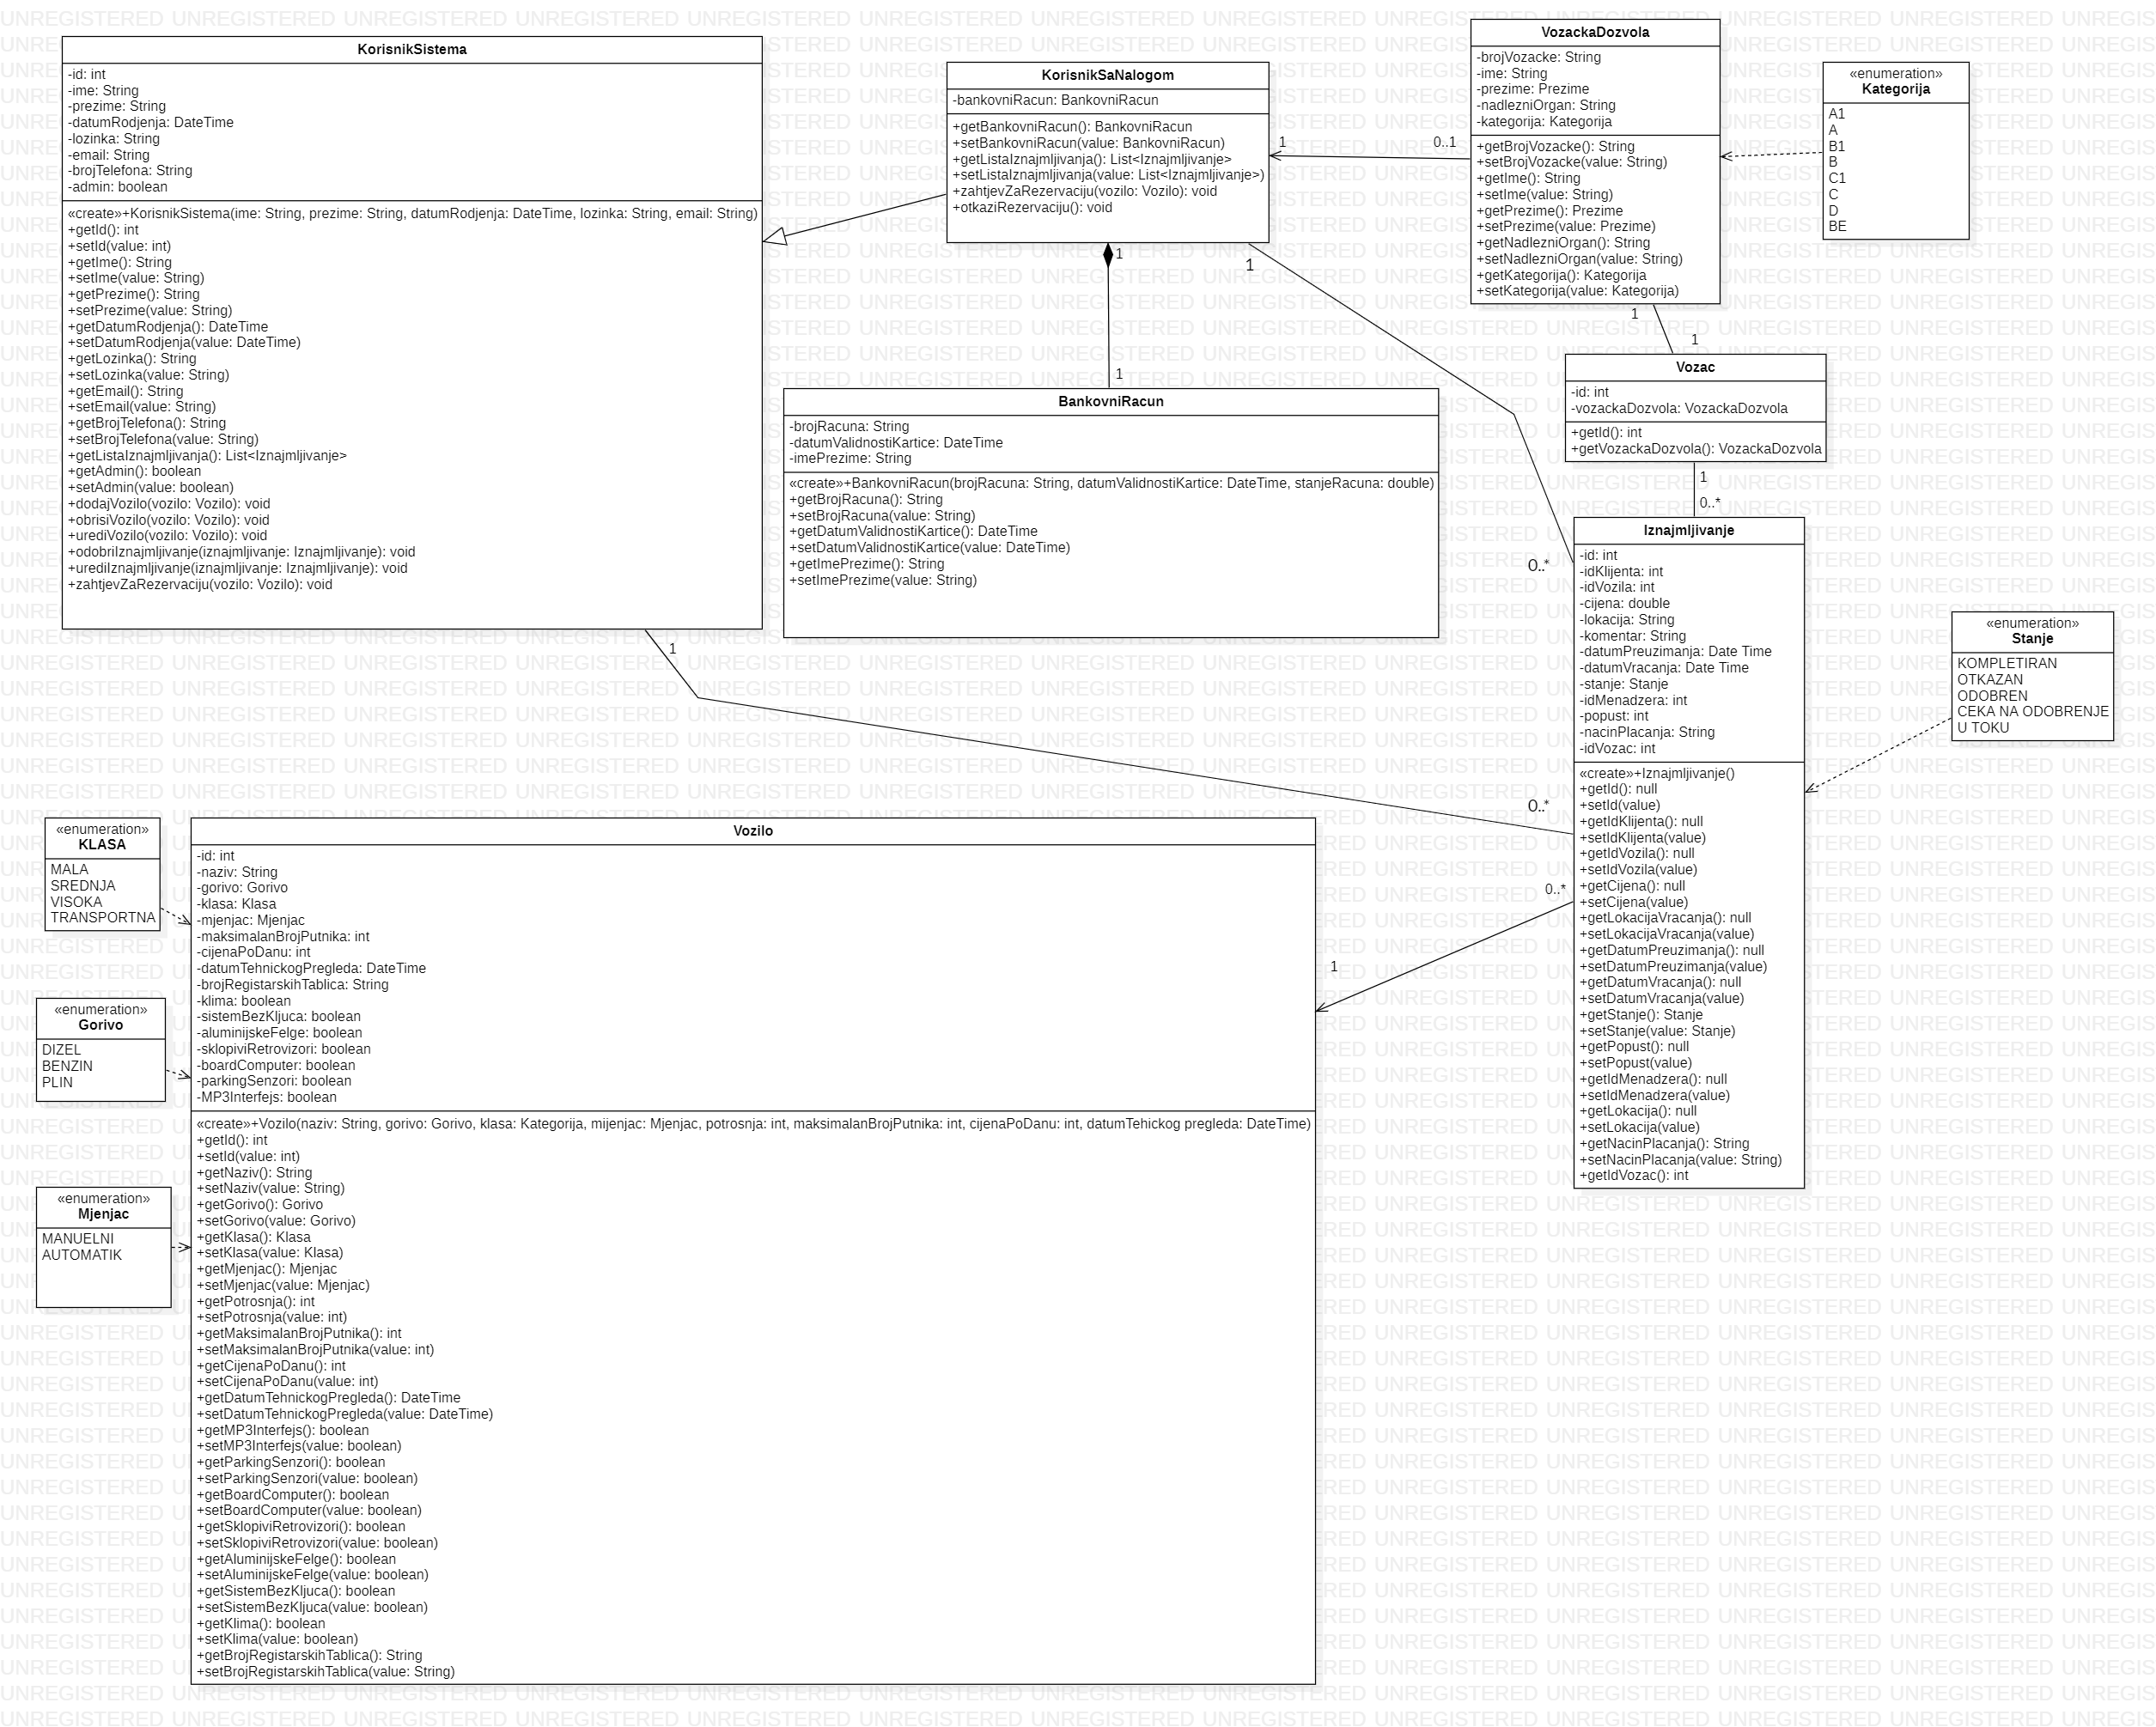 KorisnikSistema
-id: int
-ime: String
-prezime: String
-datumRodjenja: DateTime
-lozinka: String
-email: String
-brojTelefona: String
-admin: boolean
«create»+KorisnikSistema(ime: String, prezime: String, datumRodjenja: DateTime, lozinka: String, email: String)
+getId(): int
+setId(value: int)
+getIme(): String
+setIme(value: String)
+getPrezime(): String
+setPrezime(value: String)
+getDatumRodjenja(): DateTime
+setDatumRodjenja(value: DateTime)
+getLozinka(): String
+setLozinka(value: String)
+getEmail(): String
+setEmail(value: String)
+getBrojTelefona(): String
+setBrojTelefona(value: String)
+getListaIznajmljivanja(): List<Iznajmljivanje>
+getAdmin(): boolean
+setAdmin(value: boolean)
+dodajVozilo(vozilo: Vozilo): void
+obrisiVozilo(vozilo: Vozilo): void
+urediVozilo(vozilo: Vozilo): void
+odobriIznajmljivanje(iznajmljivanje: Iznajmljivanje): void
+urediIznajmljivanje(iznajmljivanje: Iznajmljivanje): void
+zahtjevZaRezervaciju(vozilo: Vozilo): void
KorisnikSaNalogom
-bankovniRacun: BankovniRacun
+getBankovniRacun(): BankovniRacun
+setBankovniRacun(value: BankovniRacun)
+getListaIznajmljivanja(): List<Iznajmljivanje>
+setListaIznajmljivanja(value: List<Iznajmljivanje>)
+zahtjevZaRezervaciju(vozilo: Vozilo): void
+otkaziRezervaciju(): void
1
0..1
1
1
1
VozackaDozvola
-brojVozacke: String
-ime: String
-prezime: Prezime
-nadlezniOrgan: String
-kategorija: Kategorija
+getBrojVozacke(): String
+setBrojVozacke(value: String)
+getIme(): String
+setIme(value: String)
+getPrezime(): Prezime
+setPrezime(value: Prezime)
+getNadlezniOrgan(): String
+setNadlezniOrgan(value: String)
+getKategorija(): Kategorija
+setKategorija(value: Kategorija)
«enumeration»
Kategorija
A1
A
B1
B
C1
C
D
BE
1
1
Vozac
-id: int
-vozackaDozvola: VozackaDozvola
+getId(): int
+getVozackaDozvola(): VozackaDozvola
1
0..*
BankovniRacun
-brojRacuna: String
-datumValidnostiKartice: DateTime
-imePrezime: String
«create»+BankovniRacun(brojRacuna: String, datumValidnostiKartice: DateTime, stanjeRacuna: double)
+getBrojRacuna(): String
+setBrojRacuna(value: String)
+getDatumValidnostiKartice(): DateTime
+setDatumValidnostiKartice(value: DateTime)
+getImePrezime(): String
+setImePrezime(value: String)
0..*
Iznajmljivanje
-id: int
-idKlijenta: int
-idVozila: int
-cijena: double
-lokacija: String
-komentar: String
-datumPreuzimanja: Date Time
-datumVracanja: Date Time
-stanje: Stanje
-idMenadzera: int
-popust: int
-nacinPlacanja: String
-idVozac: int
«create»+Iznajmljivanje()
+getId(): null
+setId(value)
+getIdKlijenta(): null
+setIdKlijenta(value)
+getIdVozila(): null
+setIdVozila(value)
+getCijena(): null
+setCijena(value)
+getLokacijaVracanja(): null
+setLokacijaVracanja(value)
+getDatumPreuzimanja(): null
+setDatumPreuzimanja(value)
+getDatumVracanja(): null
+setDatumVracanja(value)
+getStanje(): Stanje
+setStanje(value: Stanje)
+getPopust(): null
+setPopust(value)
+getIdMenadzera(): null
+setIdMenadzera(value)
+getLokacija(): null
+setLokacija(value)
+getNacinPlacanja(): String
+setNacinPlacanja(value: String)
+getIdVozac(): int
«enumeration»
Stanje
KOMPLETIRAN
OTKAZAN
ODOBREN
CEKA NA ODOBRENJE
U TOKU
1
0..*
0..*
1
«enumeration»
KLASA
MALA
SREDNJA
VISOKA
TRANSPORTNA
«enumeration»
Gorivo
DIZEL
BENZIN
PLIN
«enumeration»
Mjenjac
MANUELNI
AUTOMATIK
Vozilo
-id: int
-naziv: String
-gorivo: Gorivo
-klasa: Klasa
-mjenjac: Mjenjac
-maksimalanBrojPutnika: int
-cijenaPoDanu: int
-datumTehnickogPregleda: DateTime
-brojRegistarskihTablica: String
-klima: boolean
-sistemBezKljuca: boolean
-aluminijskeFelge: boolean
-sklopiviRetrovizori: boolean
-boardComputer: boolean
-parkingSenzori: boolean
-MP3Interfejs: boolean
«create»+Vozilo(naziv: String, gorivo: Gorivo, klasa: Kategorija, mijenjac: Mjenjac, potrosnja: int, maksimalanBrojPutnika: int, cijenaPoDanu: int, datumTehickog pregleda: DateTime)
+getId(): int
+setId(value: int)
+getNaziv(): String
+setNaziv(value: String)
+getGorivo(): Gorivo
+setGorivo(value: Gorivo)
+getKlasa(): Klasa
+setKlasa(value: Klasa)
+getMjenjac(): Mjenjac
+setMjenjac(value: Mjenjac)
+getPotrosnja(): int
+setPotrosnja(value: int)
+getMaksimalanBrojPutnika(): int
+setMaksimalanBrojPutnika(value: int)
+getCijenaPoDanu(): int
+setCijenaPoDanu(value: int)
+getDatumTehnickogPregleda(): DateTime
+setDatumTehnickogPregleda(value: DateTime)
+getMP3Interfejs(): boolean
+setMP3Interfejs(value: boolean)
+getParkingSenzori(): boolean
+setParkingSenzori(value: boolean)
+getBoardComputer(): boolean
+setBoardComputer(value: boolean)
+getSklopiviRetrovizori(): boolean
+setSklopiviRetrovizori(value: boolean)
+getAluminijskeFelge(): boolean
+setAluminijskeFelge(value: boolean)
+getSistemBezKljuca(): boolean
+setSistemBezKljuca(value: boolean)
+getKlima(): boolean
+setKlima(value: boolean)
+getBrojRegistarskihTablica(): String
+setBrojRegistarskihTablica(value: String)
UNREGISTERED